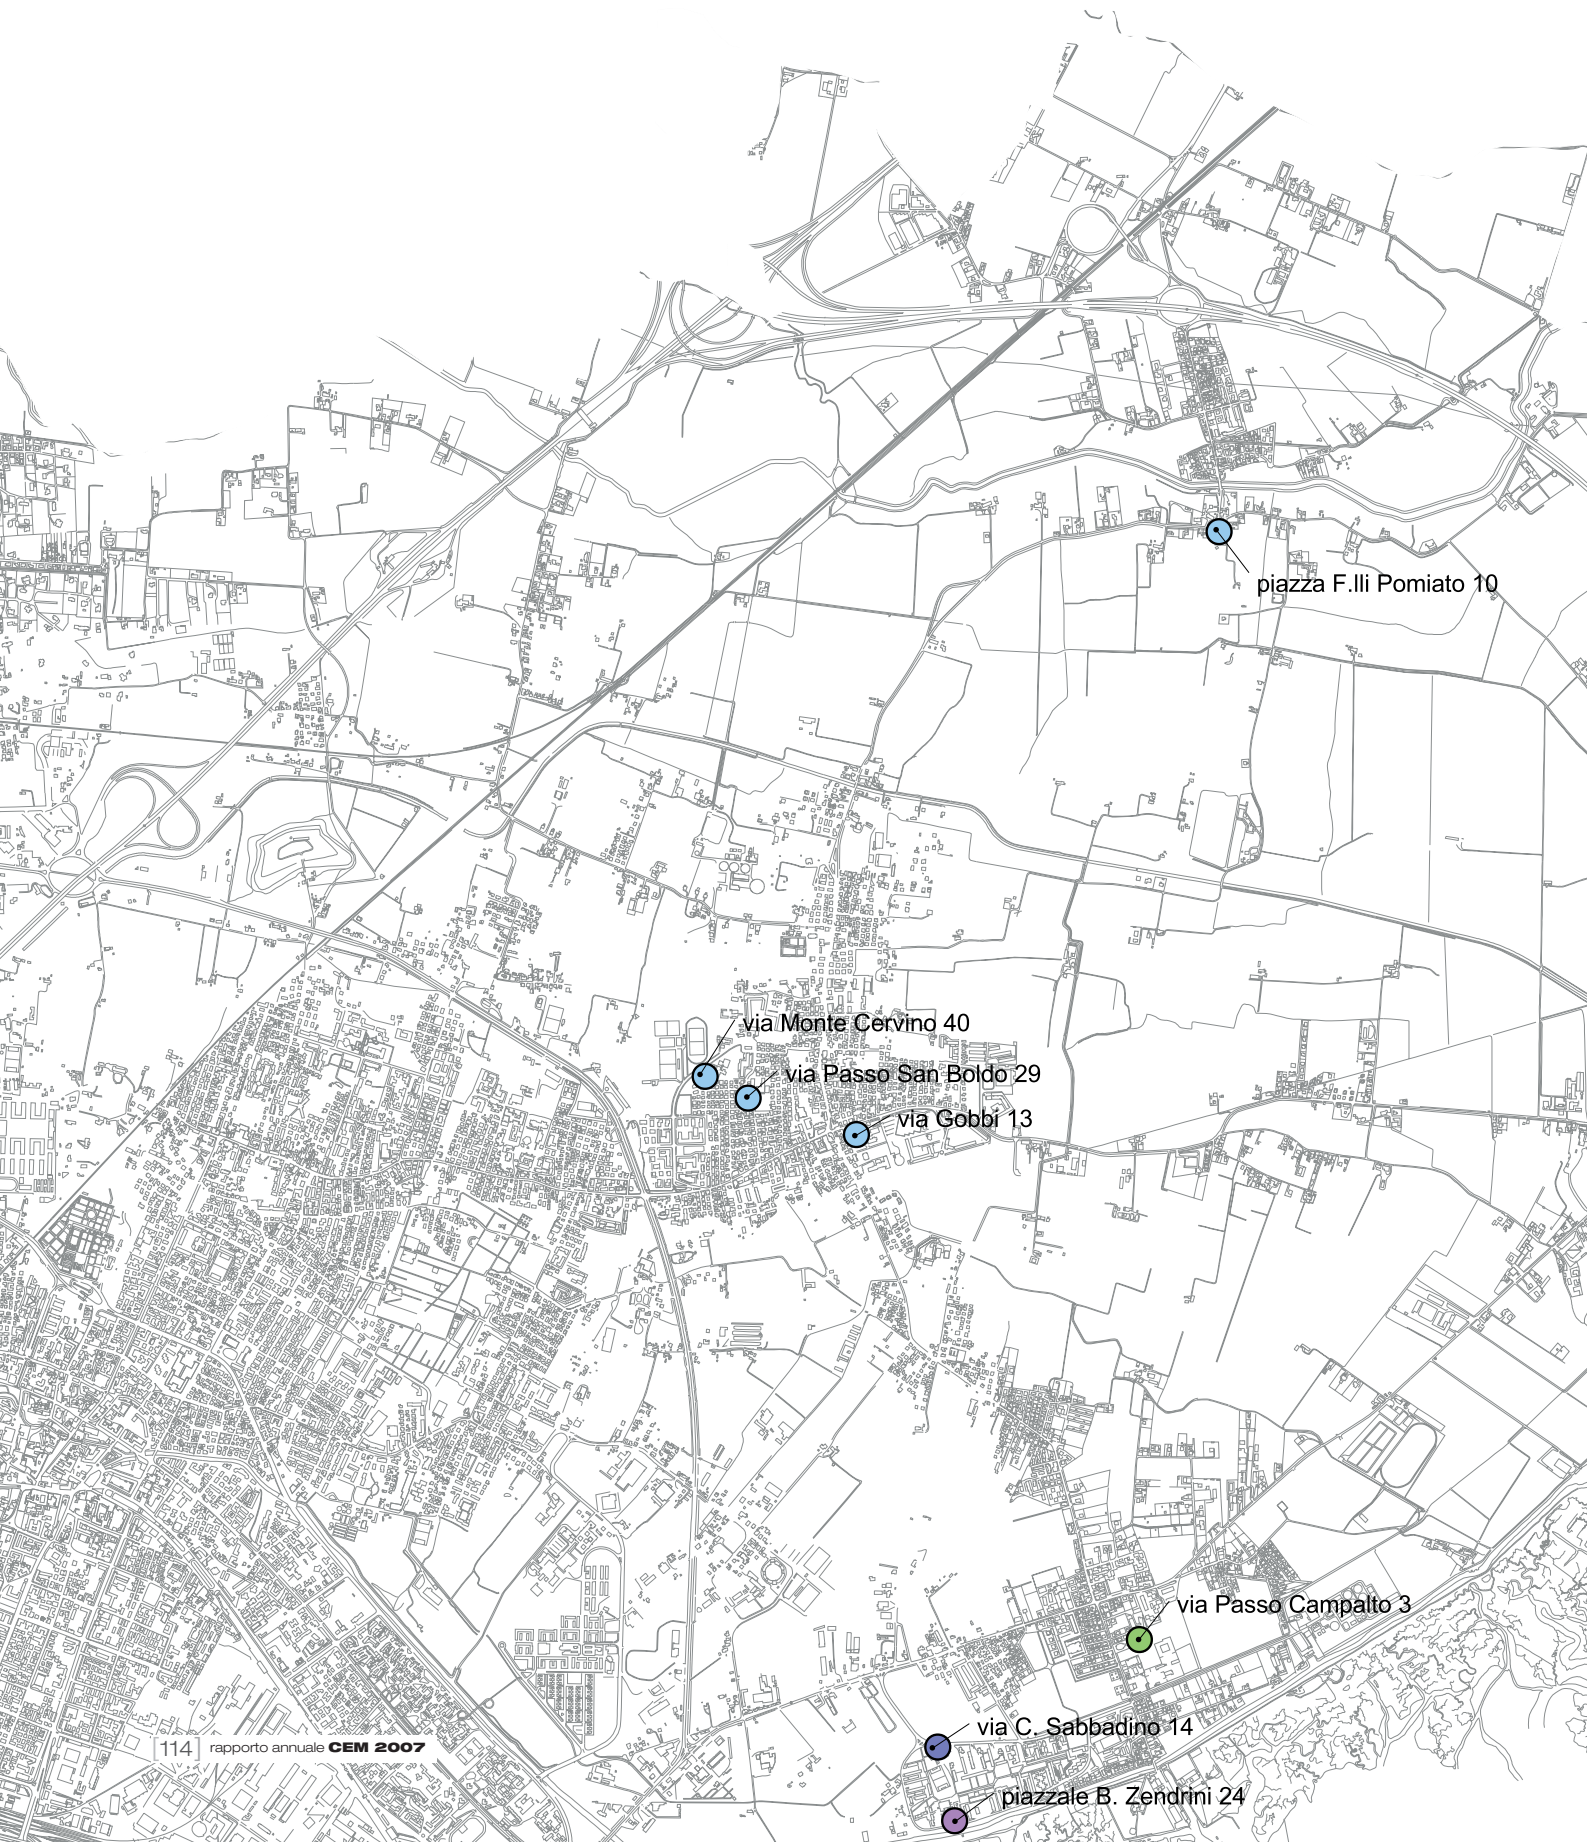 piazza F.lli Pomiato 10
via Monte Cervino 40
via Passo San Boldo 29
via Gobbi 13
via Passo Campalto 3
via C. Sabbadino 14
[114] rapporto annuale CEM 2007
piazzale B. Zendrini 24